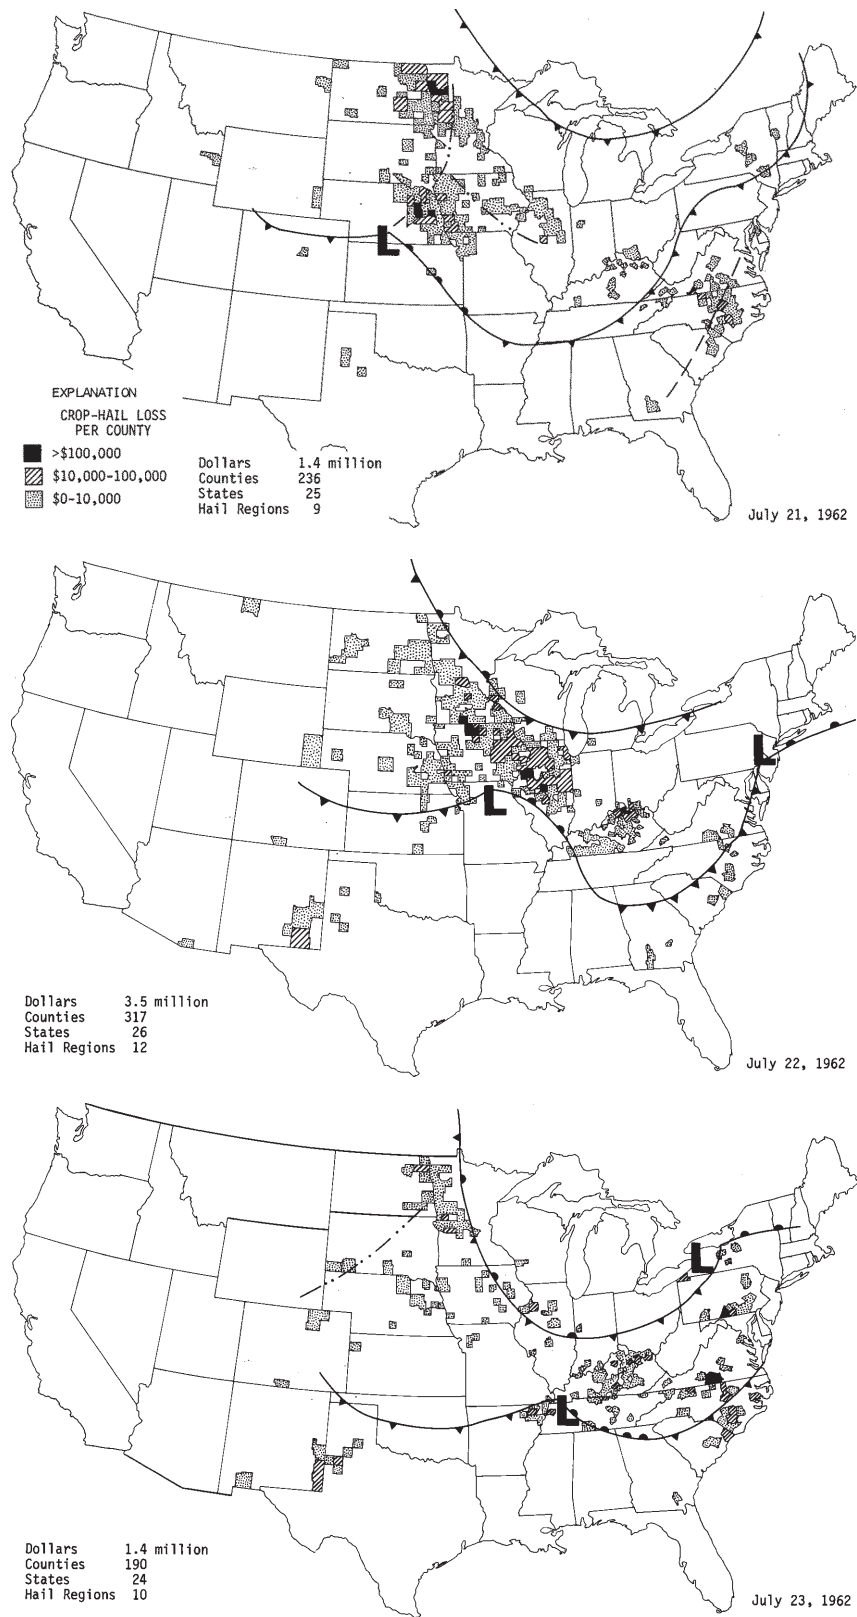 L
EXPLANATION
CROP-HAIL LOSS
PER COUNTY
>$100,000
$10,000-100,000
$0-10,000
Dollars 1.4 million
Counties 236
States 25
Hail Regions 9
July 21, 1962
L
L
Dollars 3.5 million
Counties 317
States 26
Hail Regions 12
July 22, 1962
L
L
Dollars 1.4 million
Counties 190
States 24
Hail Regions 10
July 23, 1962